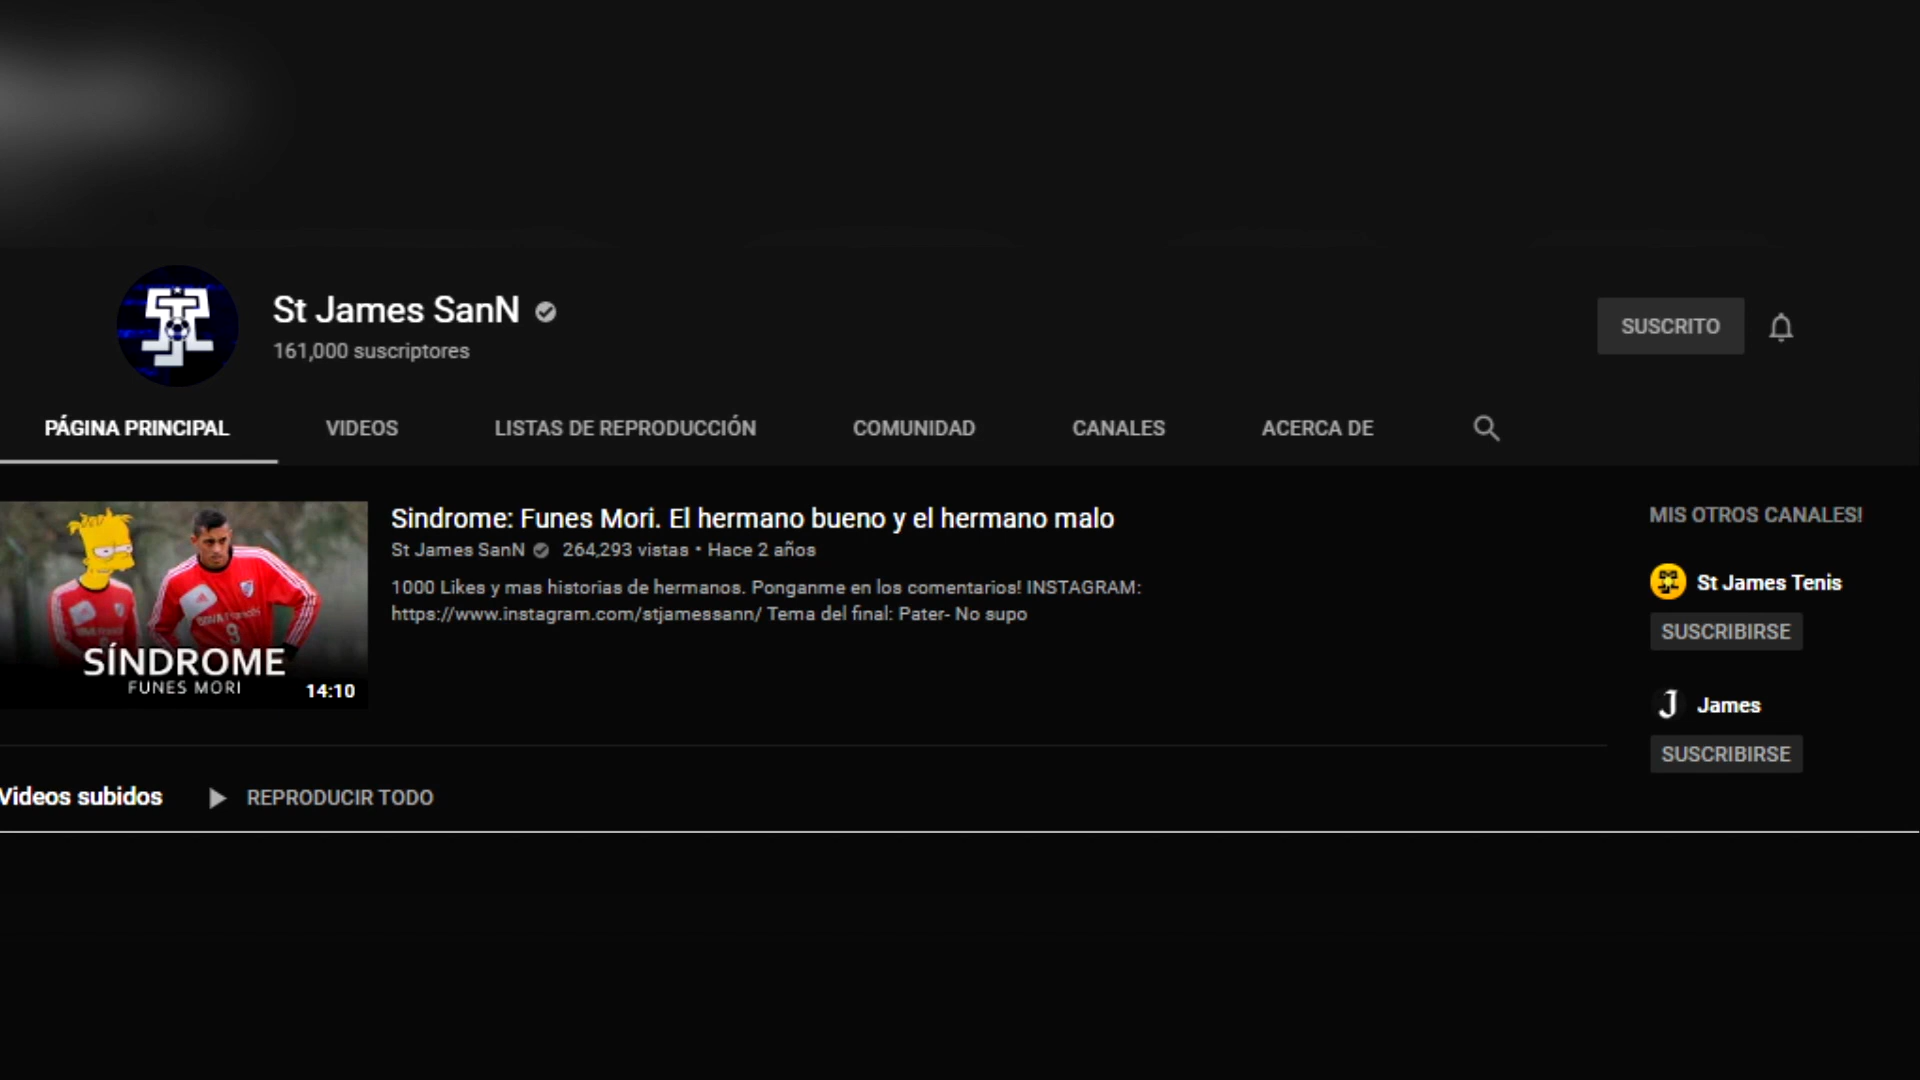 St James SanN
161,000 suscriptores
SUSCRITO
PÁGINA PRINCIPAL
VIDEOS
LISTAS DE REPRODUCCIÓN
COMUNIDAD
CANALES
ACERCA DE
SÍNDROME
FUNES MORI
14:10
9
Sindrome: Funes Mori. El hermano bueno y el hermano malo
St James SanN 264,293 vistas • Hace 2 años
1000 Likes y mas historias de hermanos. Ponganme en los comentarios! INSTAGRAM:
https://www.instagram.com/stjamessann/ Tema del final: Pater- No supo
MIS OTROS CANALES!
St James Tenis
SUSCRIBIRSE
J
James
SUSCRIBIRSE
Videos subidos
REPRODUCIR TODO